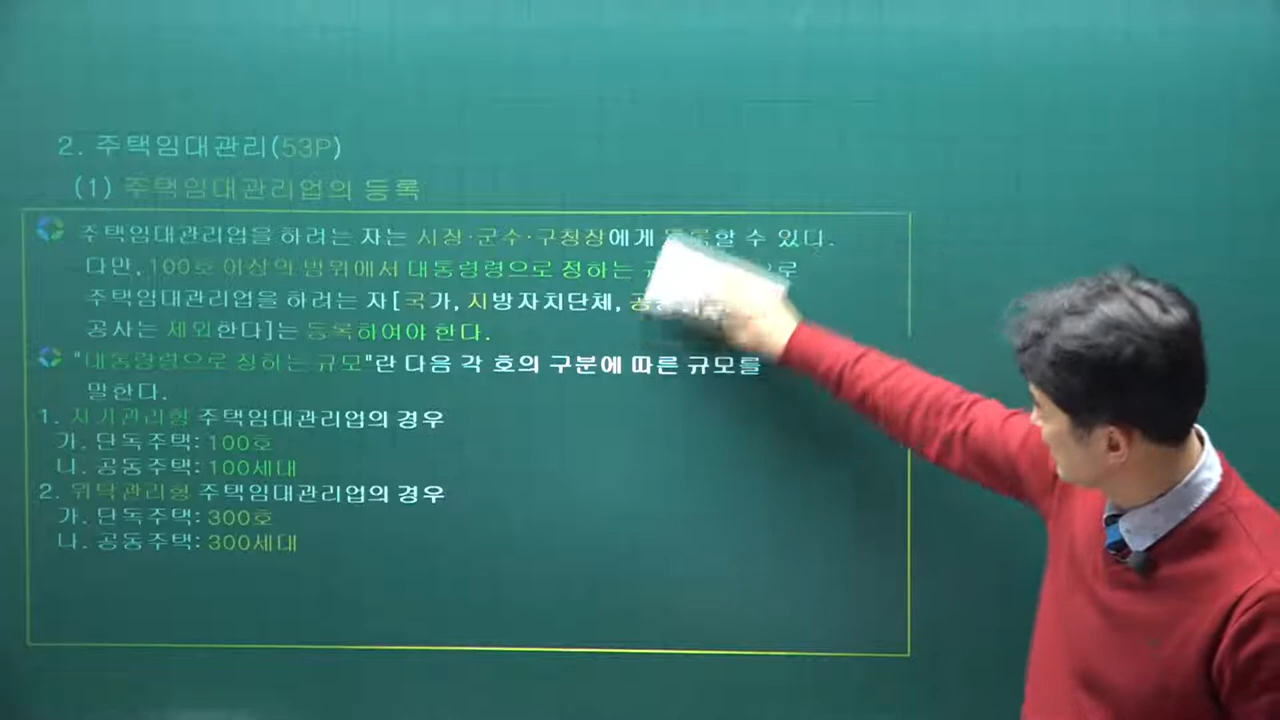 2. 주택임대관리(53P)
(1) 주택임대관리업의 등록
주택임대관리업을 하려는 자는 시장·군수·구청장에게 등록할 수 있다.
다만, 100호 이상의 범위에서 대통령령으로 정하는
주택임대관리업을 하려는 자[국가, 지방자치단체,
공사는 제외한다]는 등록하여야 한다.
"대통령령으로 정하는 규모"란 다음 각 호의 구분에 따른 규모를
말한다.
1. 자기관리형 주택임대관리업의 경우
가. 단독주택: 100호
나. 공동주택: 100세대
2. 위탁관리형 주택임대관리업의 경우
가. 단독주택: 300호
나. 공동주택: 300세대